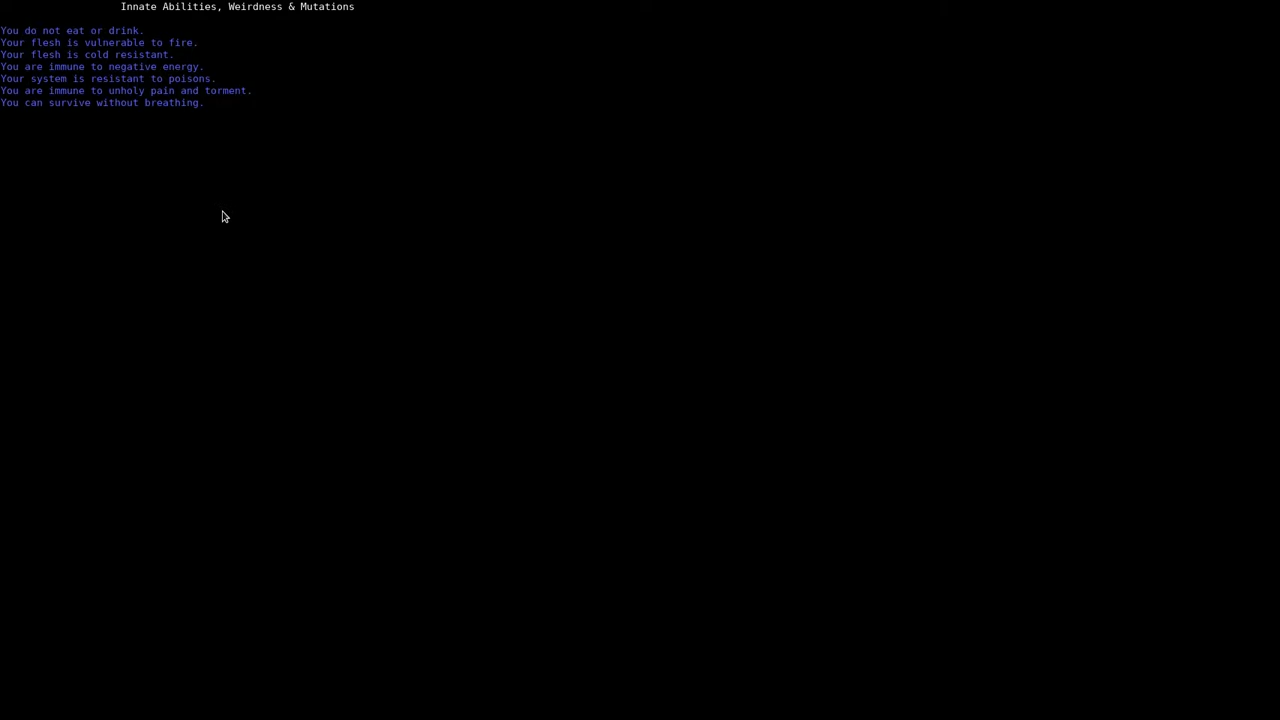 Innate Abilities, Weirdness & Mutations
You do not eat or drink.
Your flesh is vulnerable to fire.
Your flesh is cold resistant.
You are immune to negative energy.
Your system is resistant to poisons.
You are immune to unholy pain and torment.
You can survive without breathing.